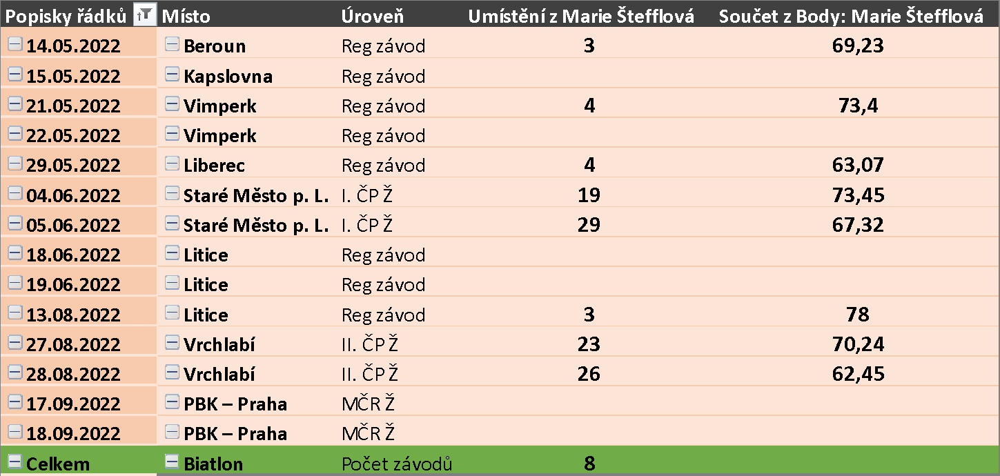 Popisky řádků Místo Úroveň Umístění z Marie Štefflová Součet z Body: Marie Štefflová
14.05.2022 Beroun Reg závod 3 69,23
15.05.2022 Kapslovna Reg závod
21.05.2022 Vimperk Reg závod 4 73,4
22.05.2022 Vimperk Reg závod
29.05.2022 Liberec Reg závod 4 63,07
04.06.2022 Staré Město p. L. I. ČP Ž 19 73,45
05.06.2022 Staré Město p. L. I. ČP Ž 29 67,32
18.06.2022 Litice Reg závod
19.06.2022 Litice Reg závod
13.08.2022 Litice Reg závod 3 78
27.08.2022 Vrchlabí II. ČP Ž 23 70,24
28.08.2022 Vrchlabí II. ČP Ž 26 62,45
17.09.2022 PBK – Praha MČR Ž
18.09.2022 PBK – Praha MČR Ž
Celkem Biatlon Počet závodů 8